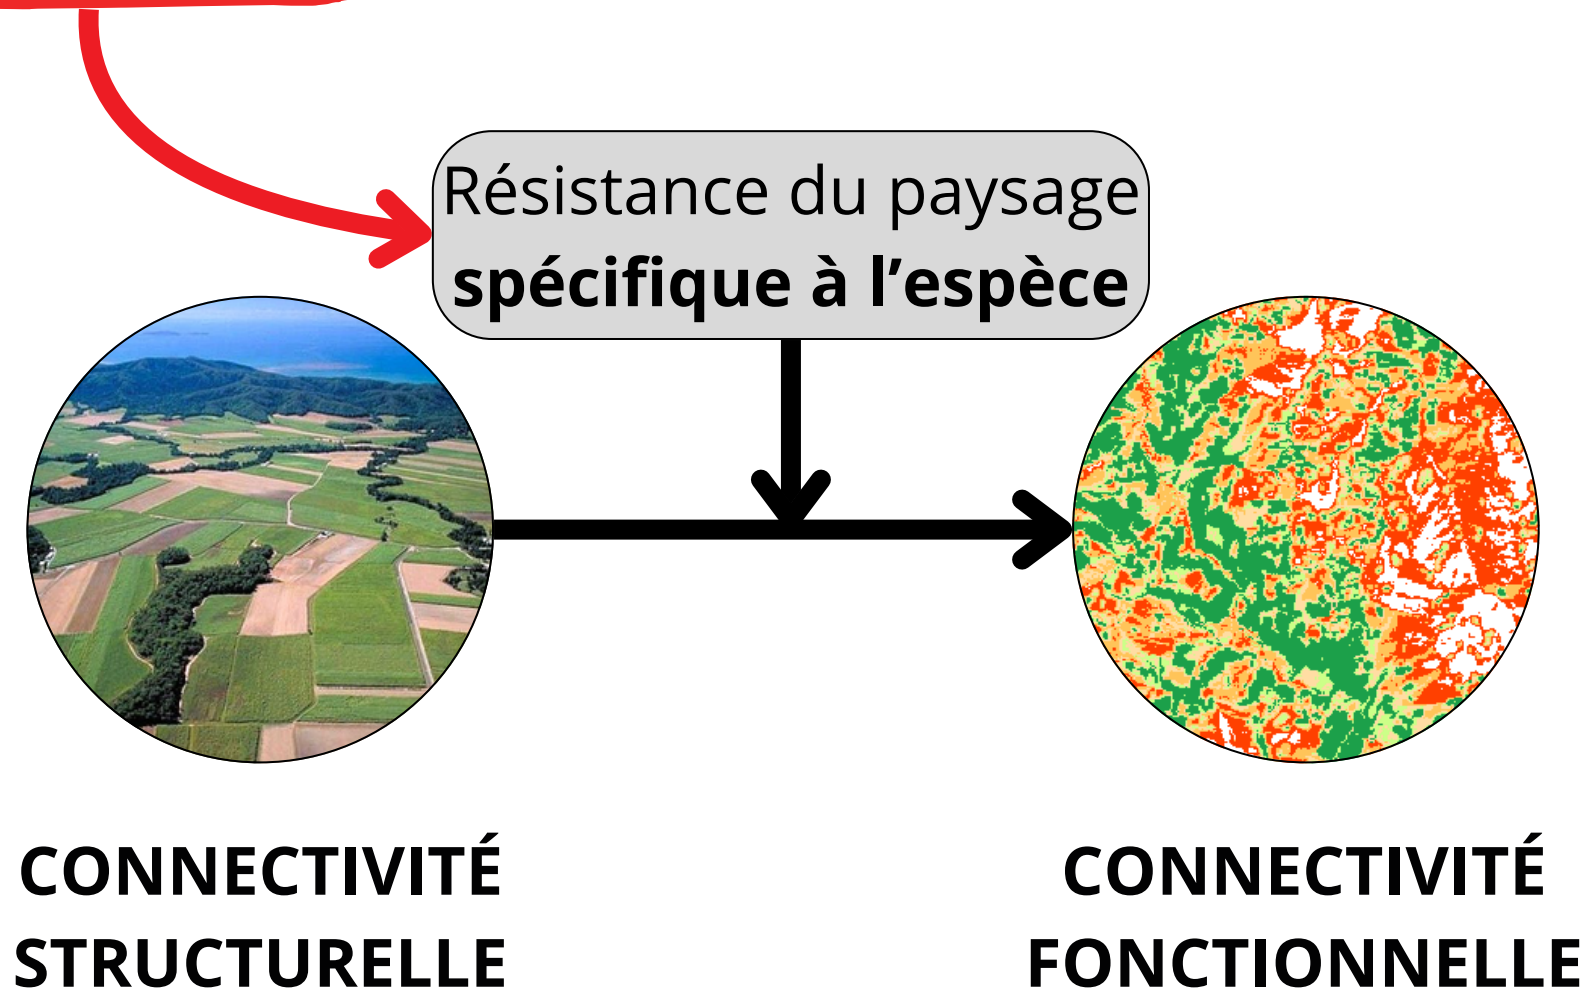 Résistance du paysage
spécifique à l’espèce
CONNECTIVITÉ
STRUCTURELLE
CONNECTIVITÉ
FONCTIONNELLE